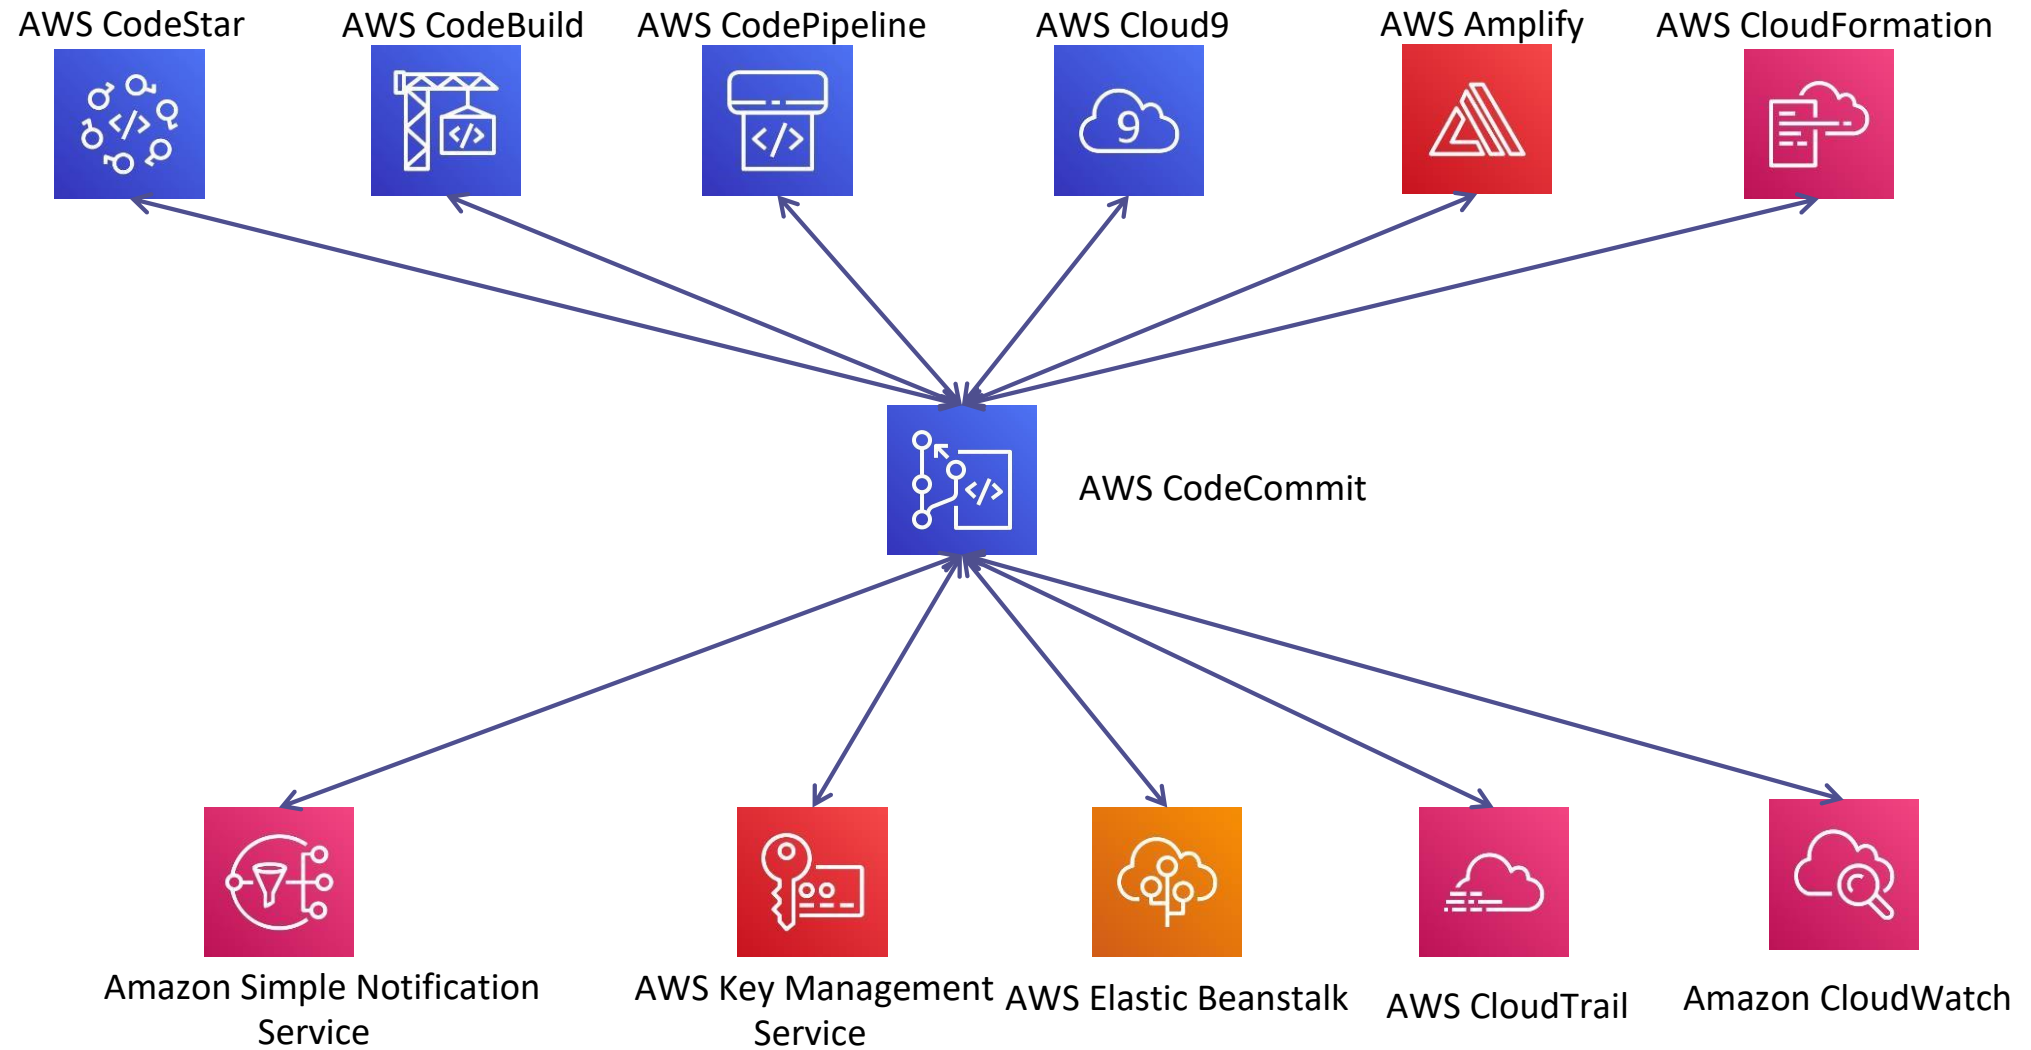 AWS CodeStar
AWS CodeBuild
AWS CodePipeline
AWS Cloud9
AWS Amplify
AWS CloudFormation
</>
</>
</>
9
</>
AWS CodeCommit
Amazon Simple Notification
Service
AWS Key Management
Service
AWS Elastic Beanstalk
AWS CloudTrail
Amazon CloudWatch